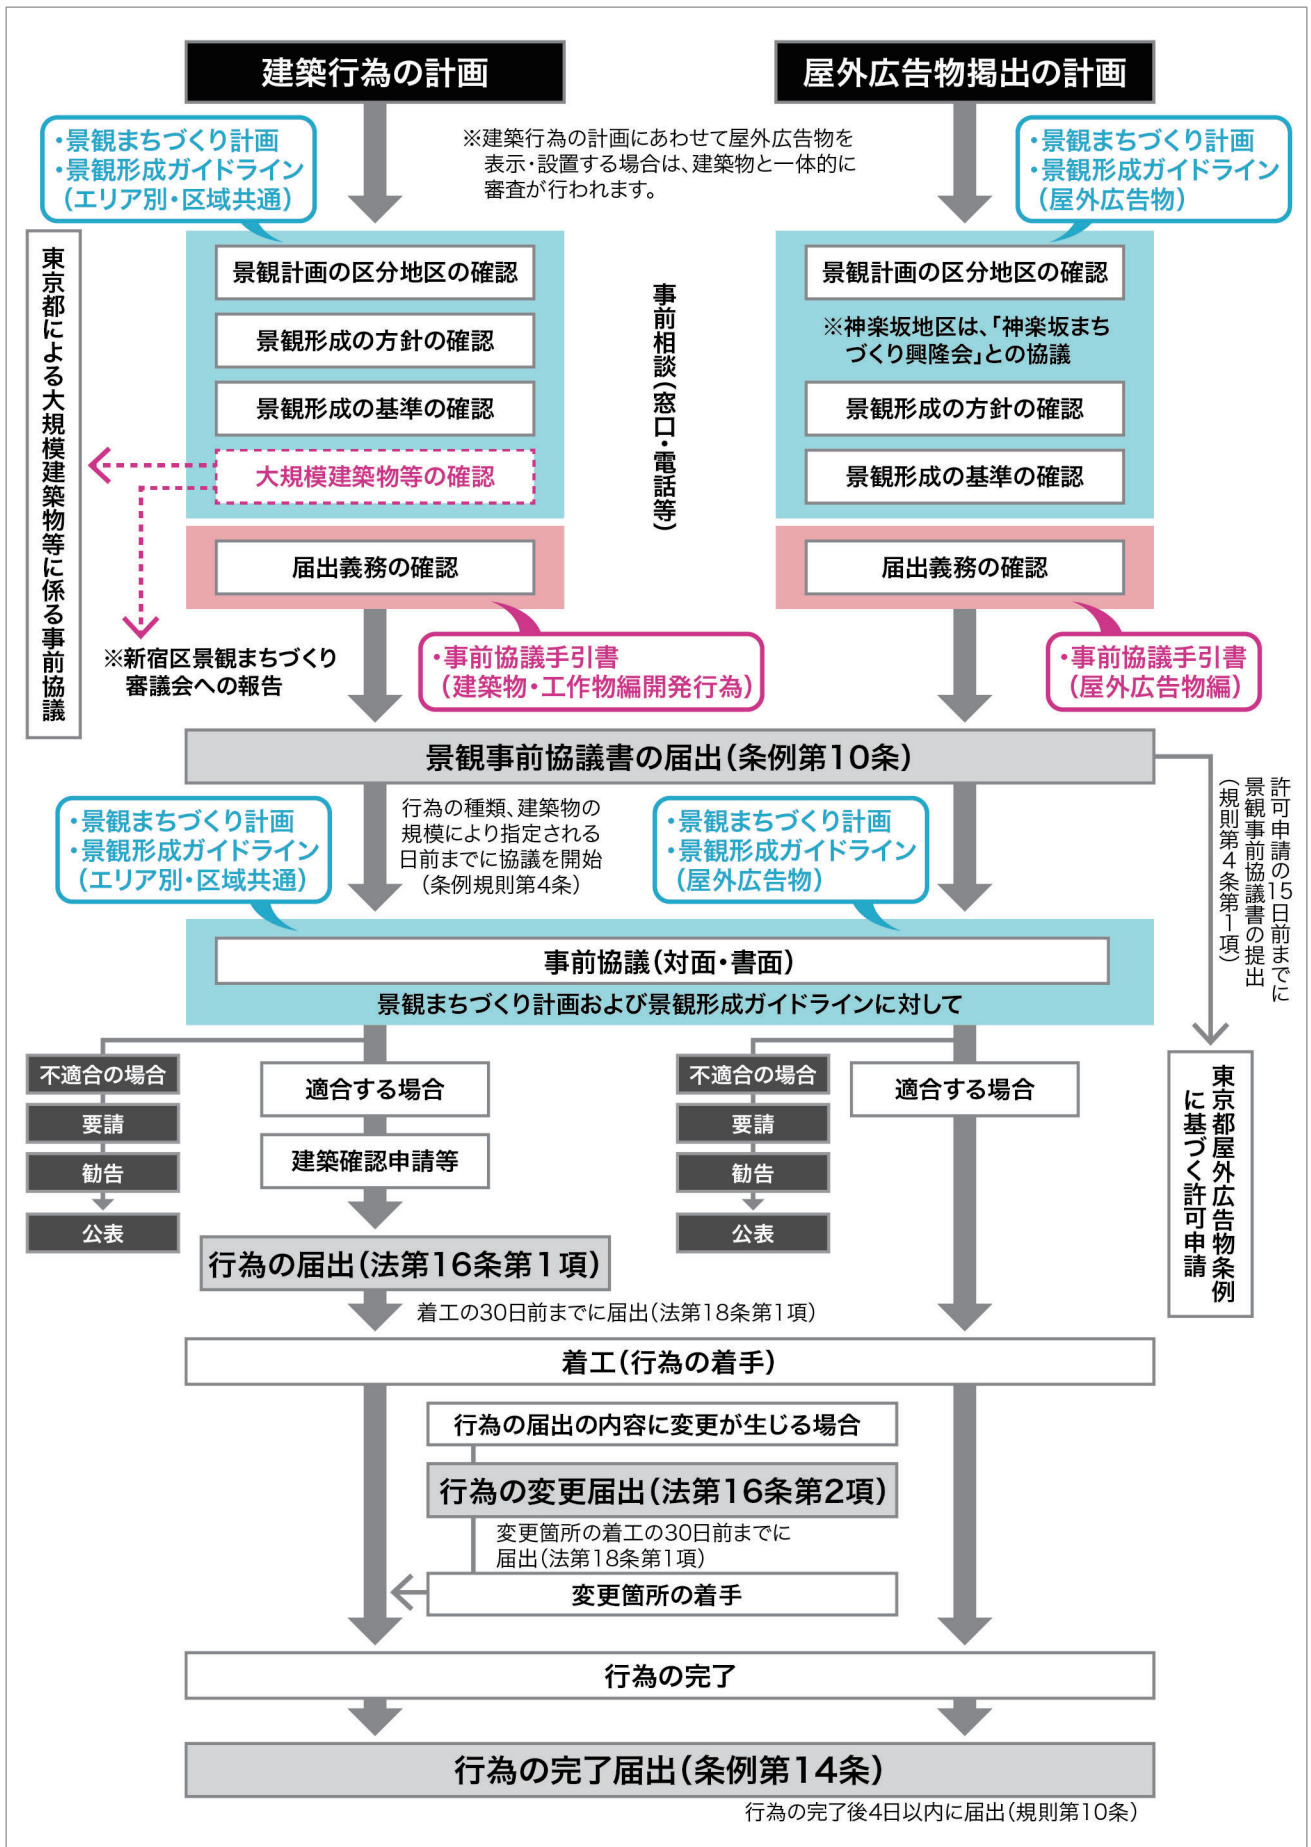 建築行為の計画
屋外広告物掲出の計画
※建築行為の計画にあわせて屋外広告物を
表示・設置する場合は、建築物と一体的に
審査が行われます。
・景観まちづくり計画
・景観形成ガイドライン
(エリア別・区域共通)
・景観まちづくり計画
・景観形成ガイドライン
(屋外広告物)
東京都による大規模建築物等に係る事前協議
景観計画の区分地区の確認
景観形成の方針の確認
景観形成の基準の確認
大規模建築物等の確認
届出義務の確認
事前相談(窓口・電話等)
景観計画の区分地区の確認
※神楽坂地区は、「神楽坂まち
づくり興隆会」との協議
景観形成の方針の確認
景観形成の基準の確認
届出義務の確認
※新宿区景観まちづくり
審議会への報告
・事前協議手引書
(建築物・工作物編開発行為)
・事前協議手引書
(屋外広告物編)
景観事前協議書の届出(条例第10条)
・景観まちづくり計画
・景観形成ガイドライン
(エリア別・区域共通)
行為の種類、建築物の
規模により指定される
日前までに協議を開始
(条例規則第4条)
・景観まちづくり計画
・景観形成ガイドライン
(屋外広告物)
許可申請の15日前までに
景観事前協議書の提出
(規則第4条第1項)
事前協議(対面・書面)
景観まちづくり計画および景観形成ガイドラインに対して
不適合の場合
要請
勧告
公表
適合する場合
建築確認申請等
行為の届出(法第16条第1項)
着工の30日前までに届出(法第18条第1項)
不適合の場合
要請
勧告
公表
適合する場合
東京都屋外広告物条例
に基づく許可申請
着工(行為の着手)
行為の届出の内容に変更が生じる場合
行為の変更届出(法第16条第2項)
変更箇所の着工の30日前までに
届出(法第18条第1項)
変更箇所の着手
行為の完了
行為の完了届出(条例第14条)
行為の完了後4日以内に届出(規則第10条)